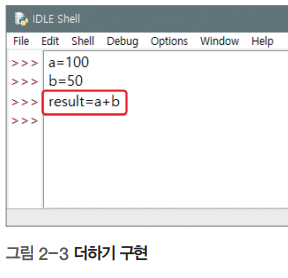 IDLE Shell
File Edit Shell Debug Options Window Help
>>> a=100
>>> b=50
>>> result=a+b
>>>
그림 2-3 더하기 구현